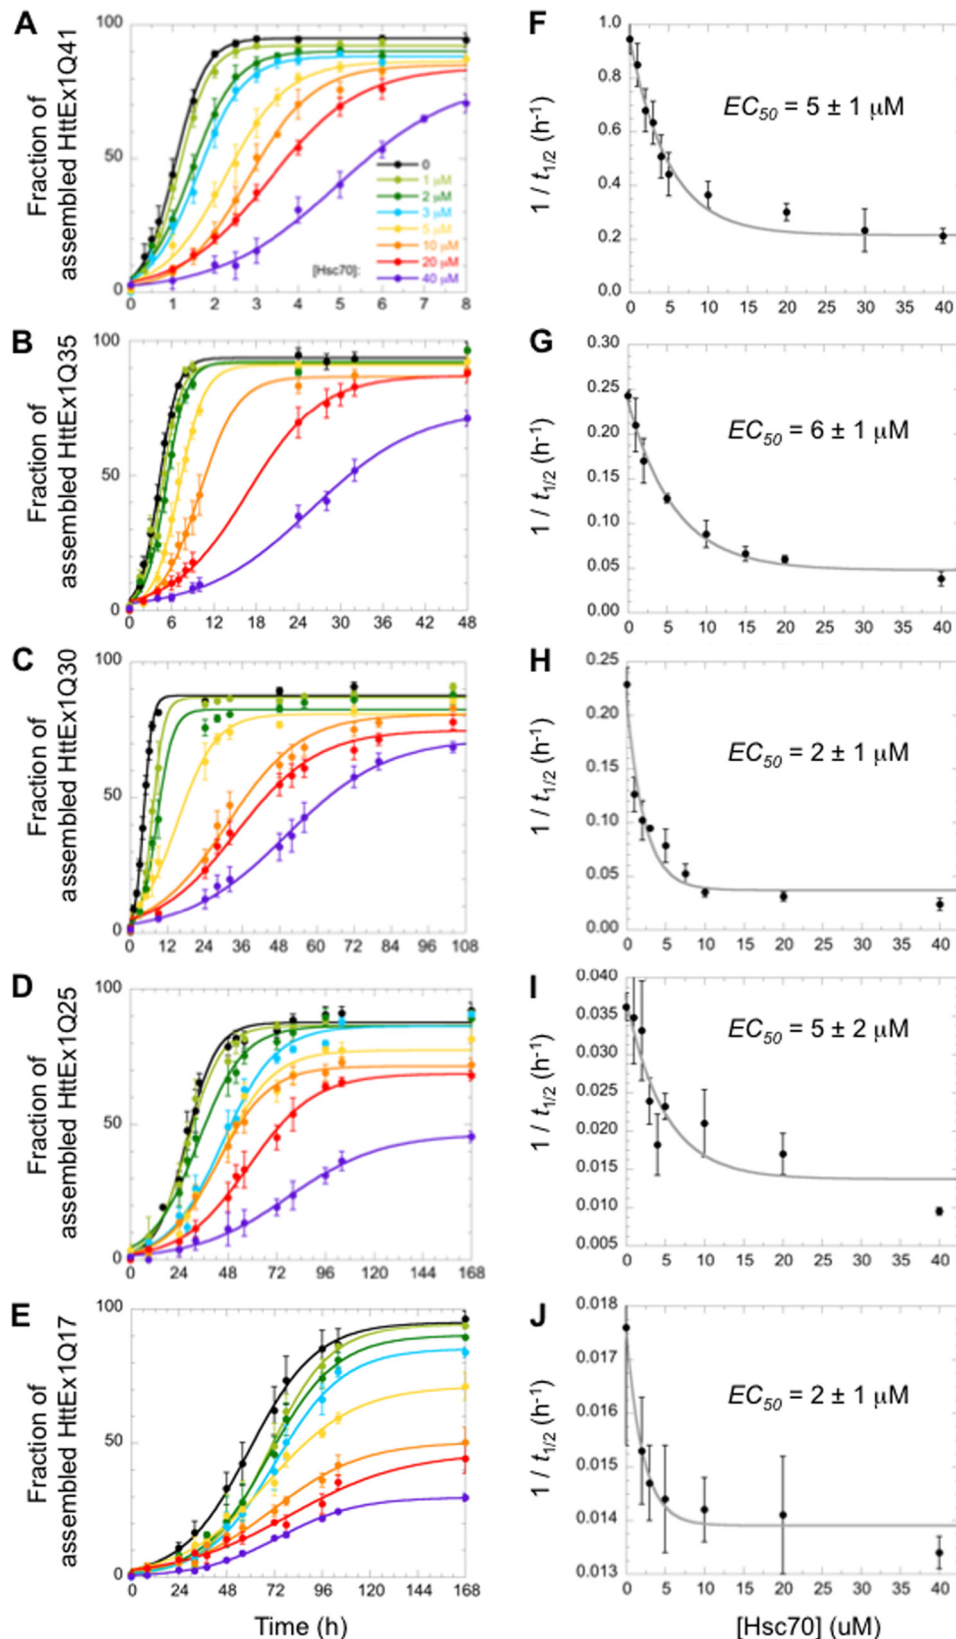 A
Fraction of
assembled HttEx1Q41
100
50
0
0 1 2 3 4 5 6 7 8
[Hsc70]:
0
1 μM
2 μM
3 μM
5 μM
10 μM
20 μM
40 μM
F
1 / t1/2 (h-1)
1.0
0.8
0.6
0.4
0.2
0.0
0 5 10 15 20 25 30 35 40
EC50 = 5 ± 1 μM
B
Fraction of
assembled HttEx1Q35
100
50
0
0 6 12 18 24 30 36 42 48
G
1 / t1/2 (h-1)
0.30
0.25
0.20
0.15
0.10
0.05
0.00
0 5 10 15 20 25 30 35 40
EC50 = 6 ± 1 μM
C
Fraction of
assembled HttEx1Q30
100
50
0
0 12 24 36 48 60 72 84 96 108
H
1 / t1/2 (h-1)
0.25
0.20
0.15
0.10
0.05
0.00
0 5 10 15 20 25 30 35 40
EC50 = 2 ± 1 μM
D
Fraction of
assembled HttEx1Q25
100
50
0
0 24 48 72 96 120 144 168
I
1 / t1/2 (h-1)
0.040
0.035
0.030
0.025
0.020
0.015
0.010
0.005
0 5 10 15 20 25 30 35 40
EC50 = 5 ± 2 μM
E
Fraction of
assembled HttEx1Q17
100
50
0
0 24 48 72 96 120 144 168
Time (h)
J
1 / t1/2 (h-1)
0.018
0.017
0.016
0.015
0.014
0.013
0 5 10 15 20 25 30 35 40
EC50 = 2 ± 1 μM
[Hsc70] (uM)